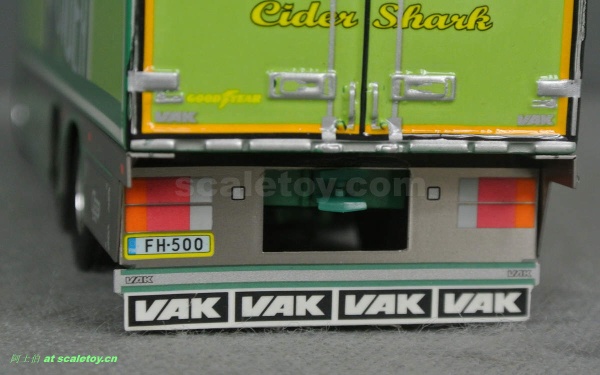 Cider Shark
GOODYEAR
VAK VAK
scaletoy.com
FH-500
VAK VAK
VAK VAK VAK VAK
阿土伯 at scaletoy.cn